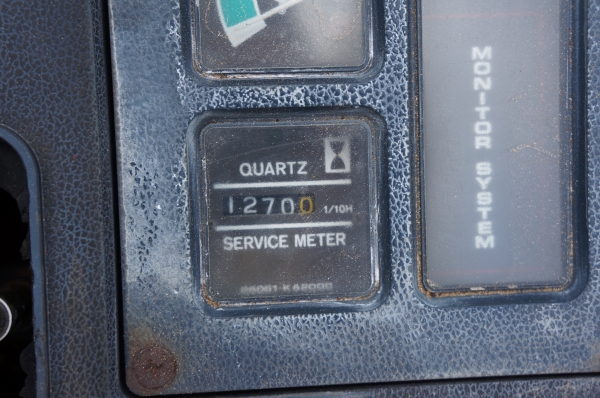 QUARTZ
12700 1/10H
SERVICE METER
MONITOR SYSTEM